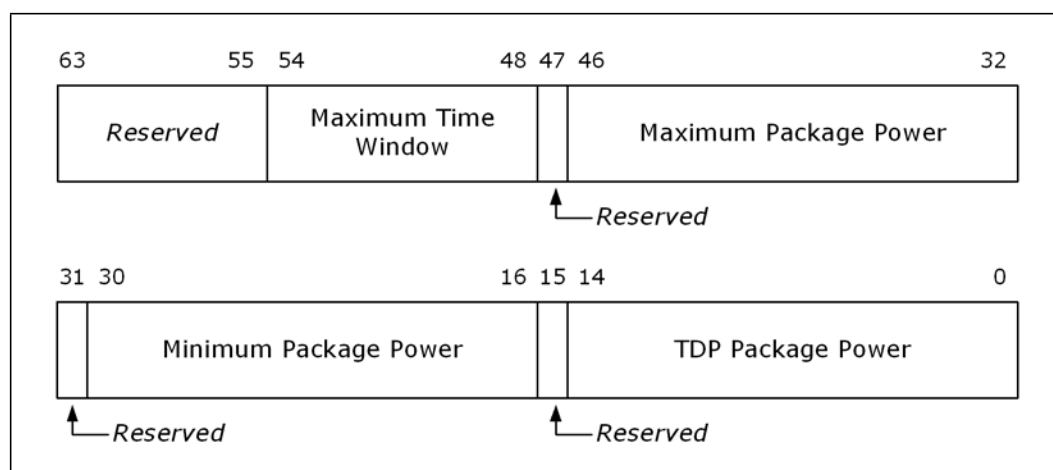 63 55 54 48 47 46 32
Reserved Maximum Time Window Maximum Package Power
Reserved
31 30 16 15 14 0
Minimum Package Power TDP Package Power
Reserved Reserved